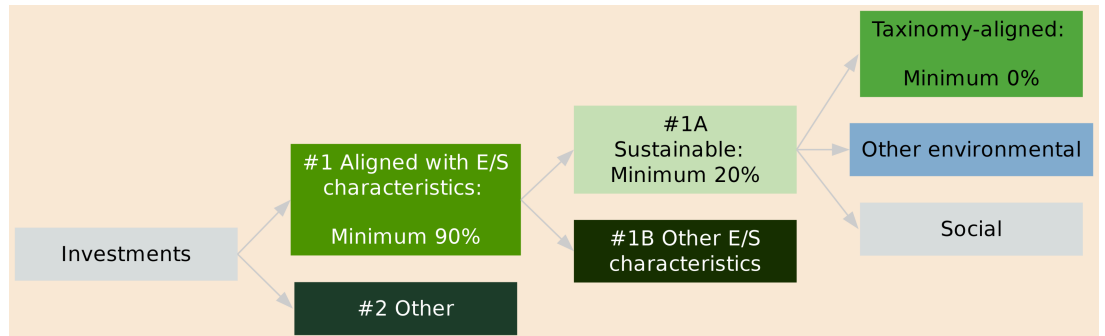 Investments
#1 Aligned with E/S
characteristics:
Minimum 90%
#2 Other
#1A
Sustainable:
Minimum 20%
#1B Other E/S
characteristics
Taxinomy-aligned:
Minimum 0%
Other environmental
Social